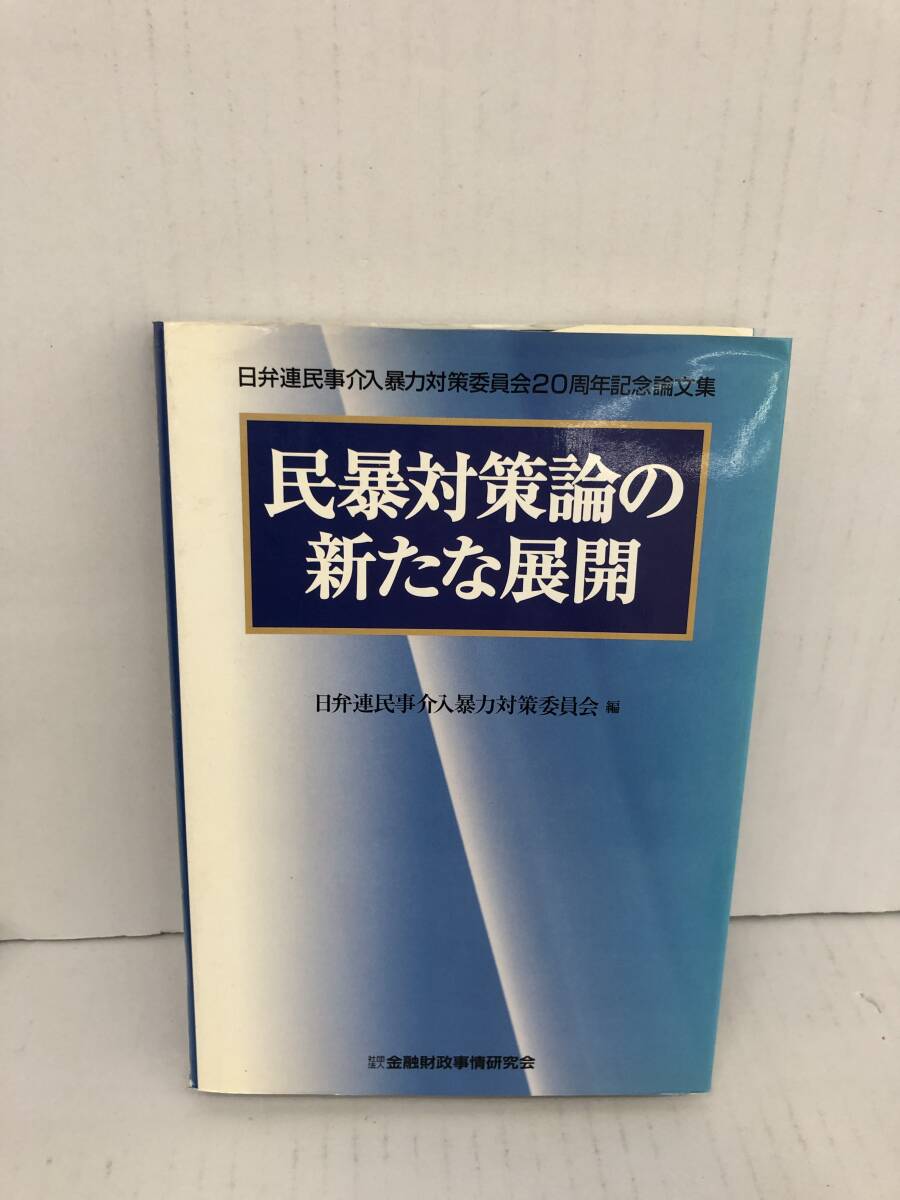 日弁連民事介入暴力対策委員会20周年記念論文集
民暴対策論の
新たな展開
日弁連民事介入暴力対策委員会 編
社団法人 金融財政事情研究会